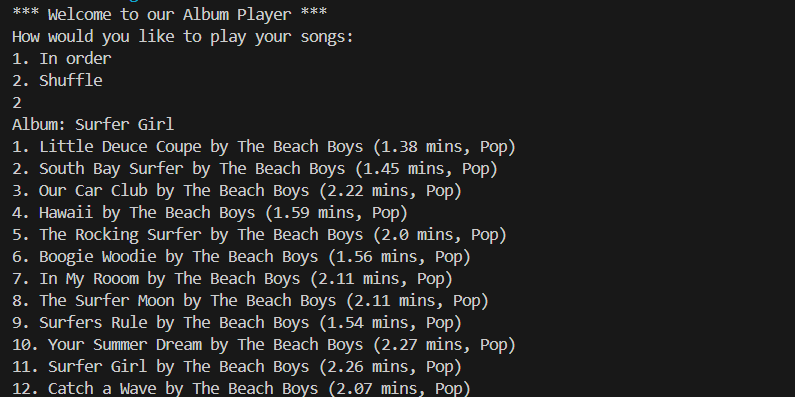 *** Welcome to our Album Player ***
How would you like to play your songs:
1. In order
2. Shuffle
2
Album: Surfer Girl
1. Little Deuce Coupe by The Beach Boys (1.38 mins, Pop)
2. South Bay Surfer by The Beach Boys (1.45 mins, Pop)
3. Our Car Club by The Beach Boys (2.22 mins, Pop)
4. Hawaii by The Beach Boys (1.59 mins, Pop)
5. The Rocking Surfer by The Beach Boys (2.0 mins, Pop)
6. Boogie Woodie by The Beach Boys (1.56 mins, Pop)
7. In My Rooom by The Beach Boys (2.11 mins, Pop)
8. The Surfer Moon by The Beach Boys (2.11 mins, Pop)
9. Surfers Rule by The Beach Boys (1.54 mins, Pop)
10. Your Summer Dream by The Beach Boys (2.27 mins, Pop)
11. Surfer Girl by The Beach Boys (2.26 mins, Pop)
12. Catch a Wave by The Beach Boys (2.07 mins, Pop)